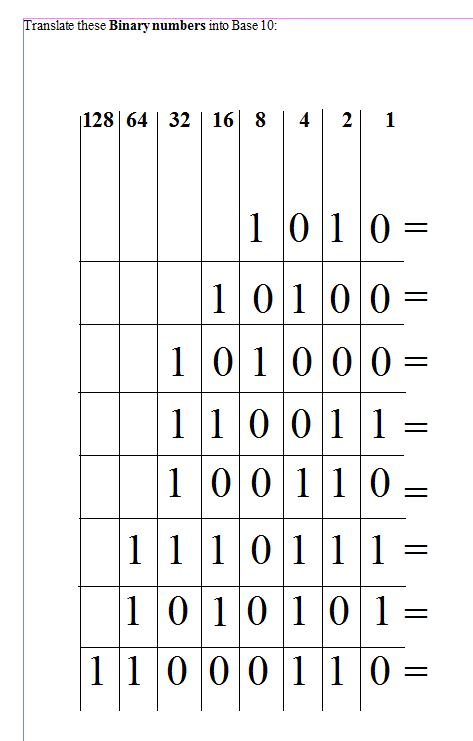 Translate these Binary numbers into Base 10:
128 64 32 16 8 4 2 1
1 0 1 0 =
1 0 1 0 0 =
1 0 1 0 0 0 =
1 1 0 0 1 1 =
1 0 0 1 1 0 =
1 1 1 0 1 1 1 =
1 0 1 0 1 0 1 =
1 1 0 0 0 1 1 0 =